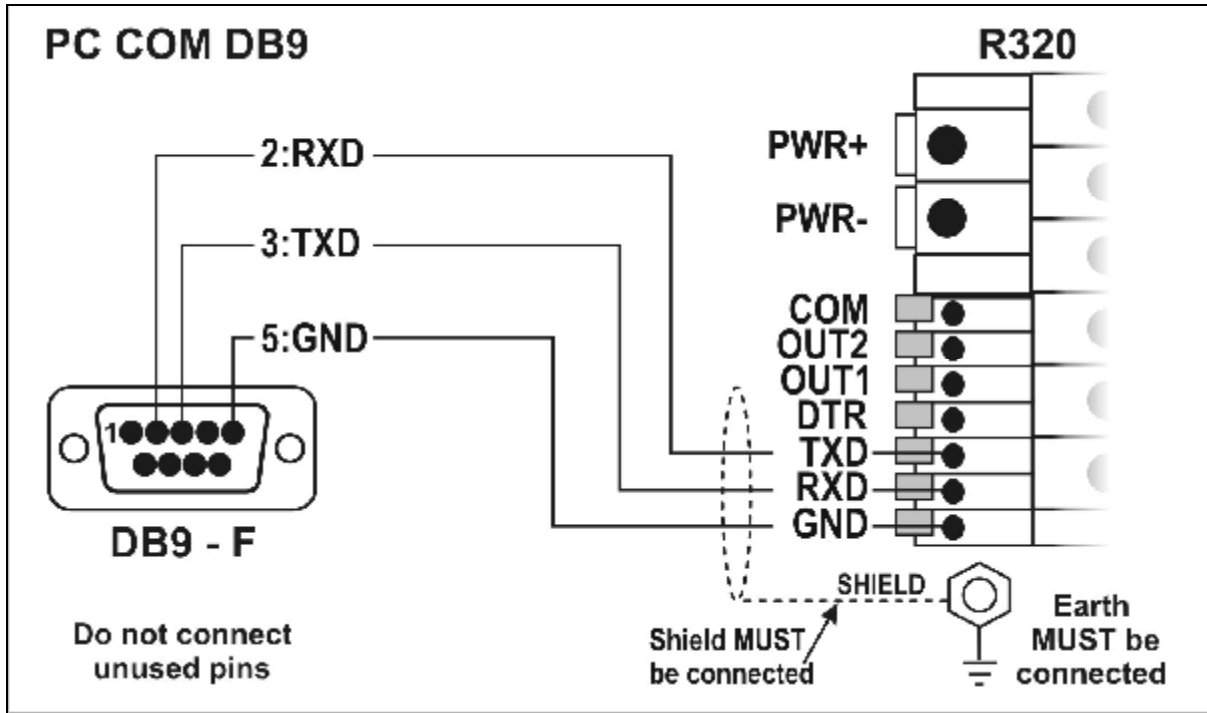 PC COM DB9
R320
2:RXD
3:TXD
5:GND
1
DB9 - F
Do not connect
unused pins
PWR+
PWR-
COM
OUT2
OUT1
DTR
TXD
RXD
GND
SHIELD
Shield MUST
be connected
Earth
MUST be
connected